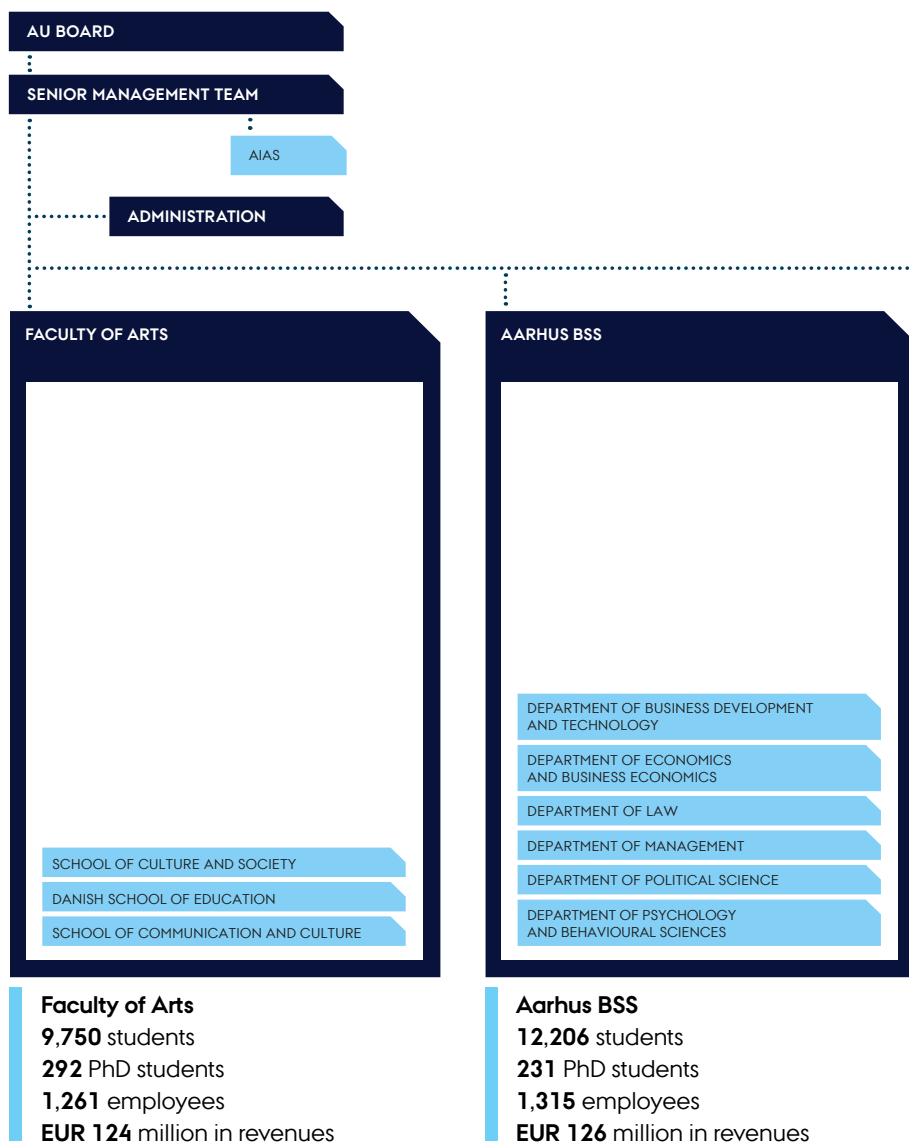 AU BOARD
SENIOR MANAGEMENT TEAM
AIAS
ADMINISTRATION
FACULTY OF ARTS
SCHOOL OF CULTURE AND SOCIETY
DANISH SCHOOL OF EDUCATION
SCHOOL OF COMMUNICATION AND CULTURE
Faculty of Arts
9,750 students
292 PhD students
1,261 employees
EUR 124 million in revenues
AARHUS BSS
DEPARTMENT OF BUSINESS DEVELOPMENT
AND TECHNOLOGY
DEPARTMENT OF ECONOMICS
AND BUSINESS ECONOMICS
DEPARTMENT OF LAW
DEPARTMENT OF MANAGEMENT
DEPARTMENT OF POLITICAL SCIENCE
DEPARTMENT OF PSYCHOLOGY
AND BEHAVIOURAL SCIENCES
Aarhus BSS
12,206 students
231 PhD students
1,315 employees
EUR 126 million in revenues